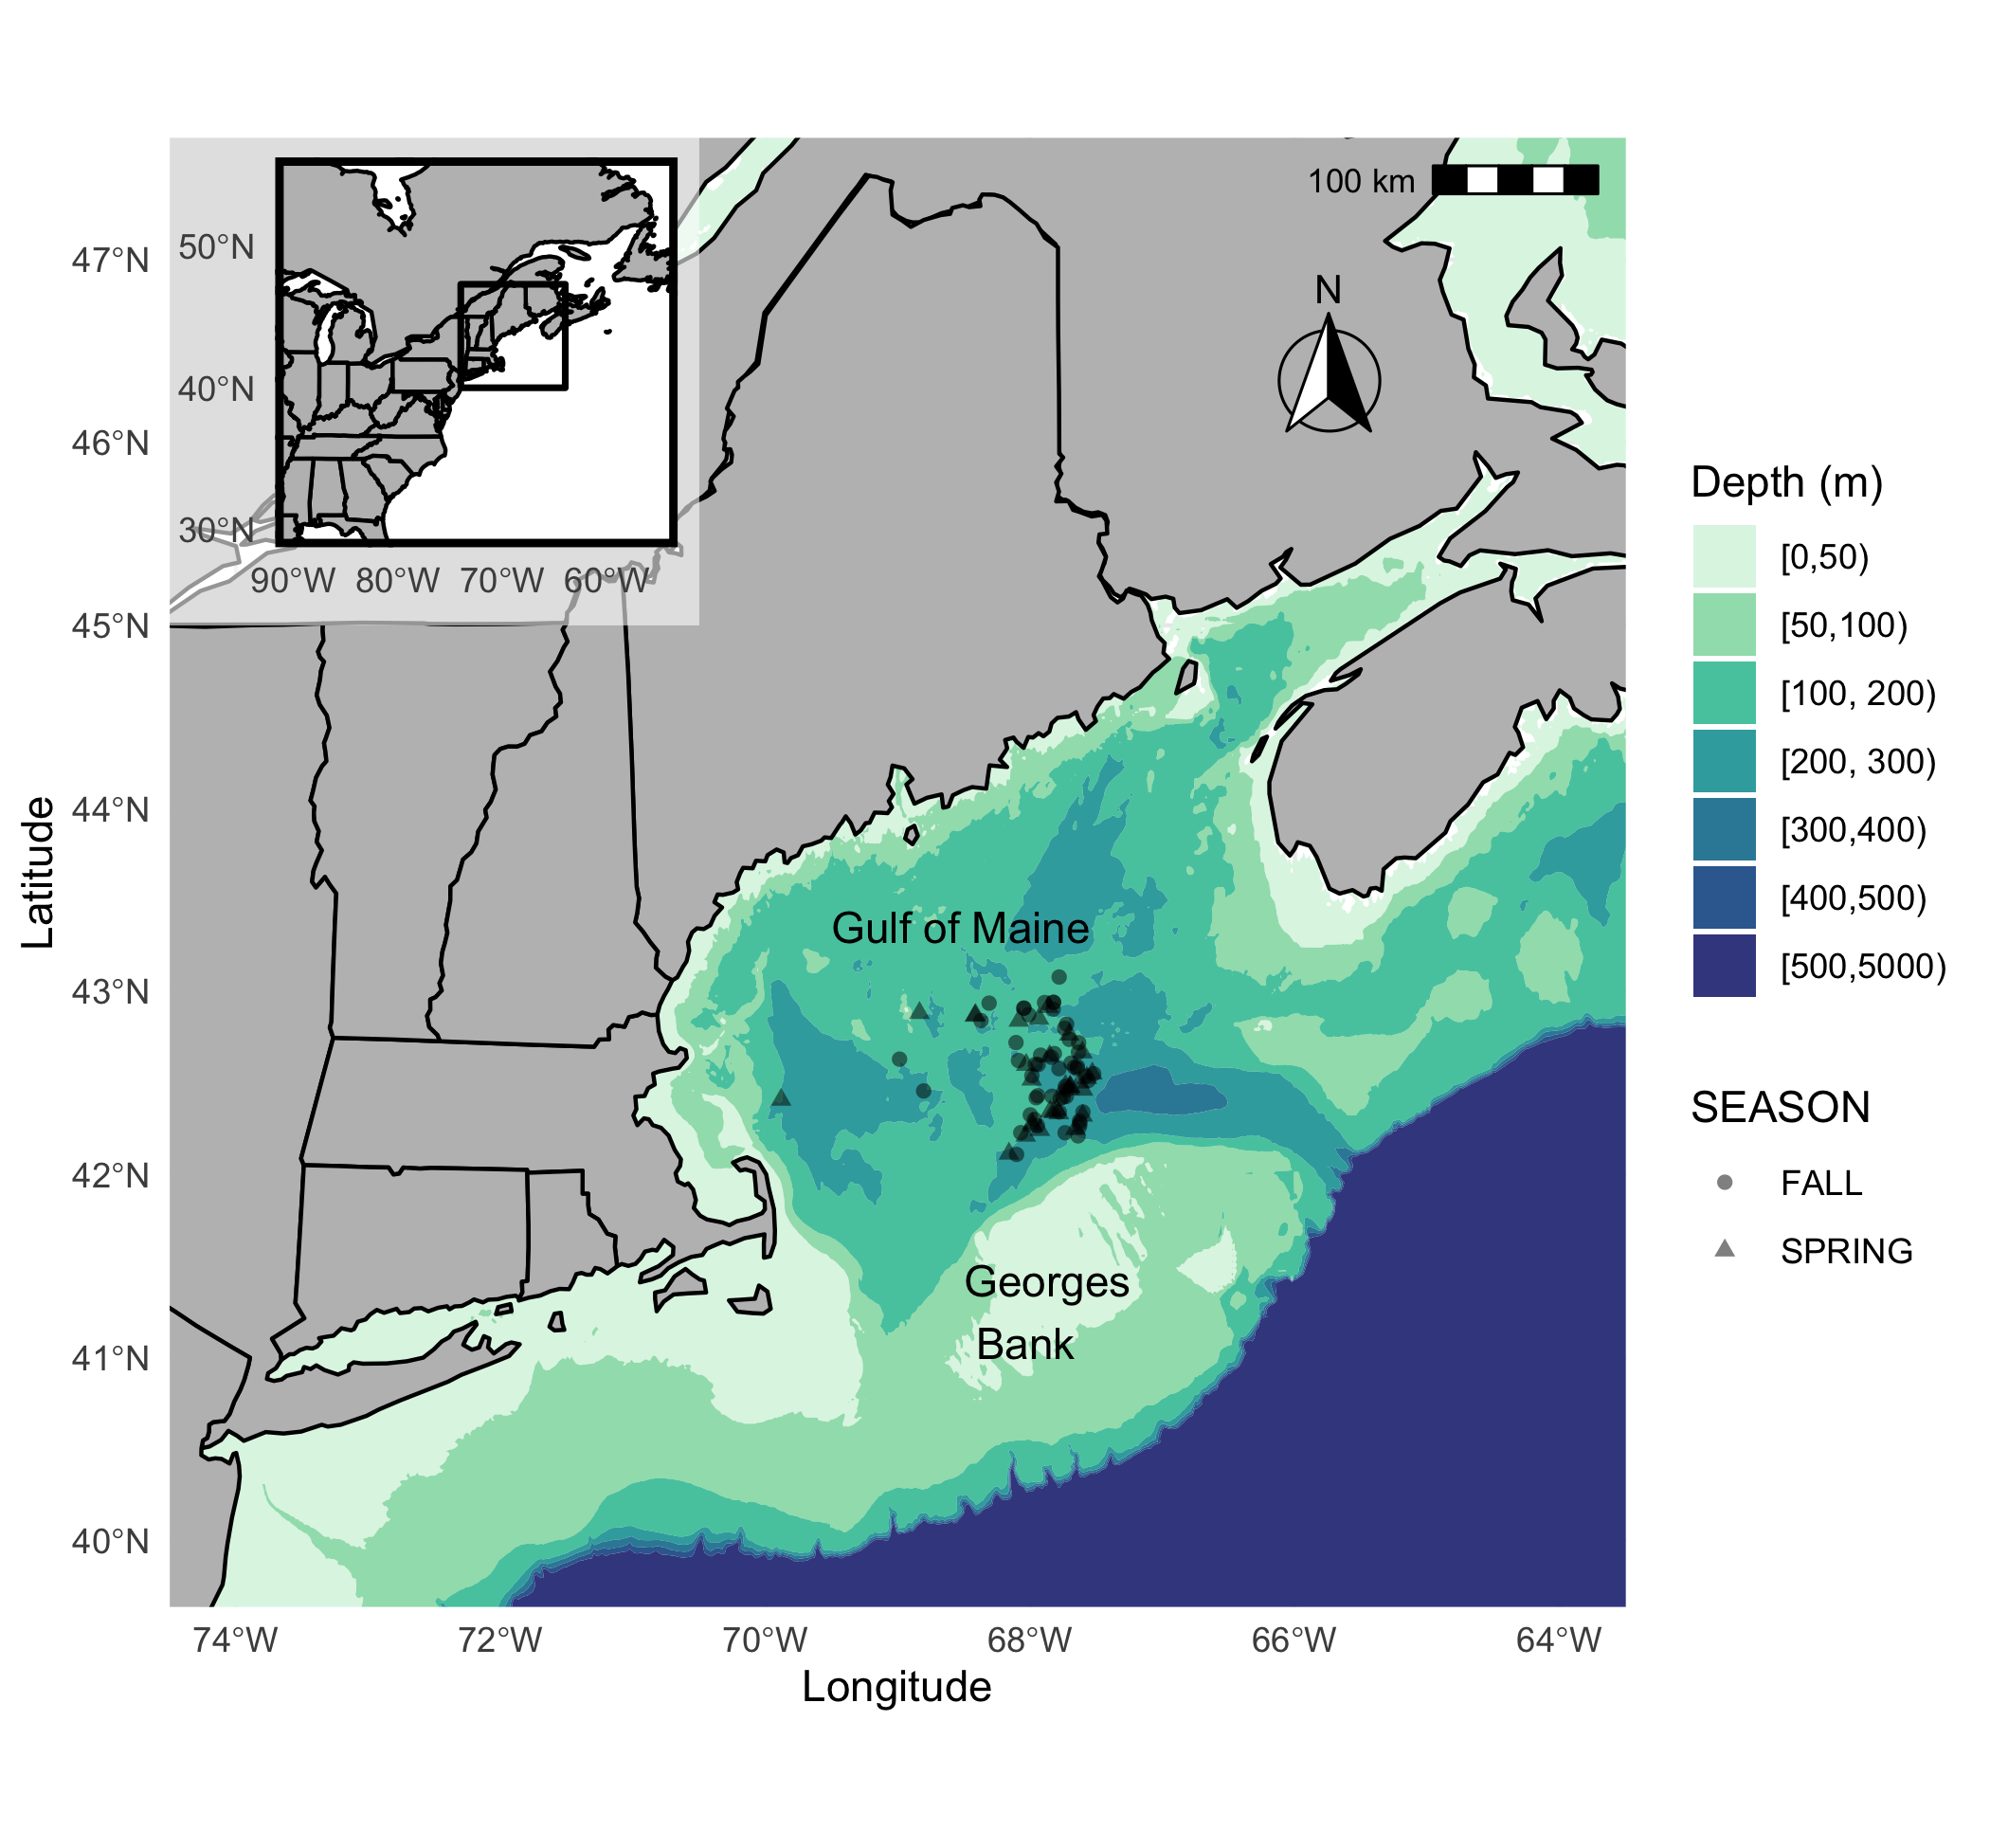 100 km
N
50°N
40°N
30°N
90°W 80°W 70°W 60°W
47°N
46°N
45°N
44°N
43°N
42°N
41°N
40°N
Latitude
Gulf of Maine
Georges
Bank
74°W 72°W 70°W 68°W 66°W 64°W
Longitude
Depth (m)
[0,50)
[50,100)
[100, 200)
[200, 300)
[300,400)
[400,500)
[500,5000)
SEASON
FALL
SPRING